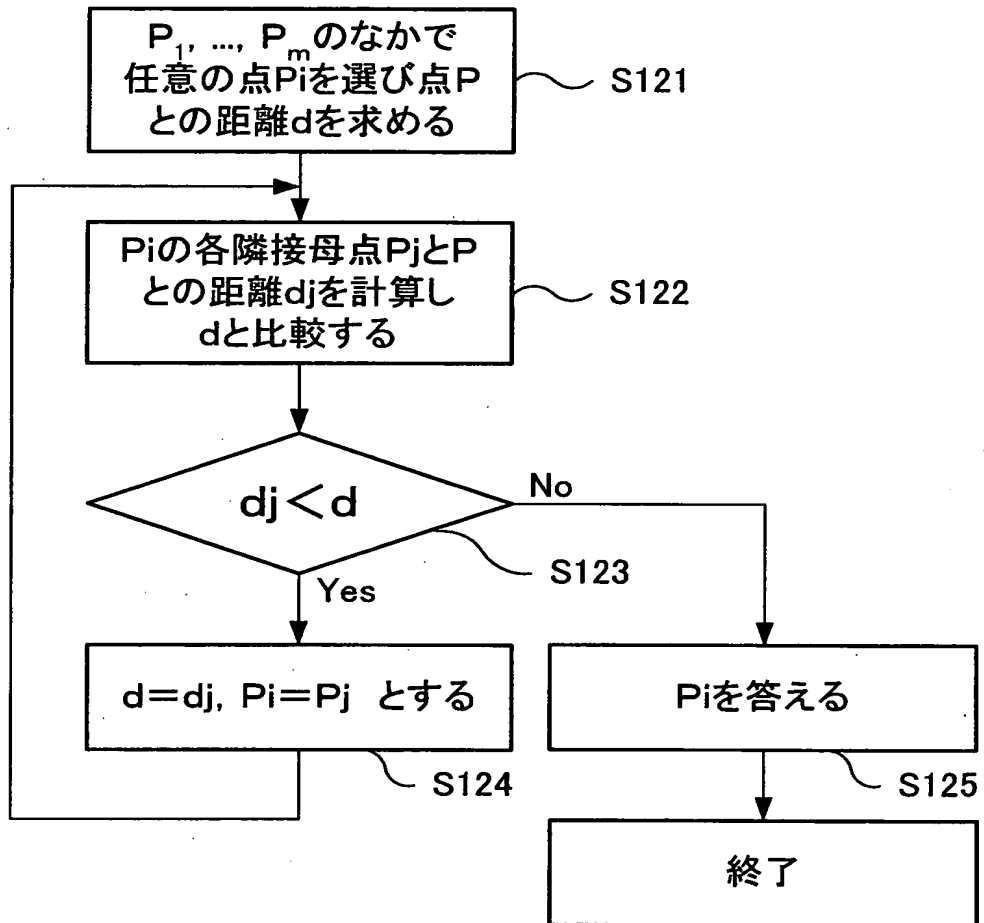 P1, ..., Pmのなかで
任意の点Piを選び点P
との距離dを求める
S121
Piの各隣接母点PjとP
との距離djを計算し
dと比較する
S122
dj<d
No
S123
Yes
d=dj, Pi=Pj とする
S124
Piを答える
S125
終了